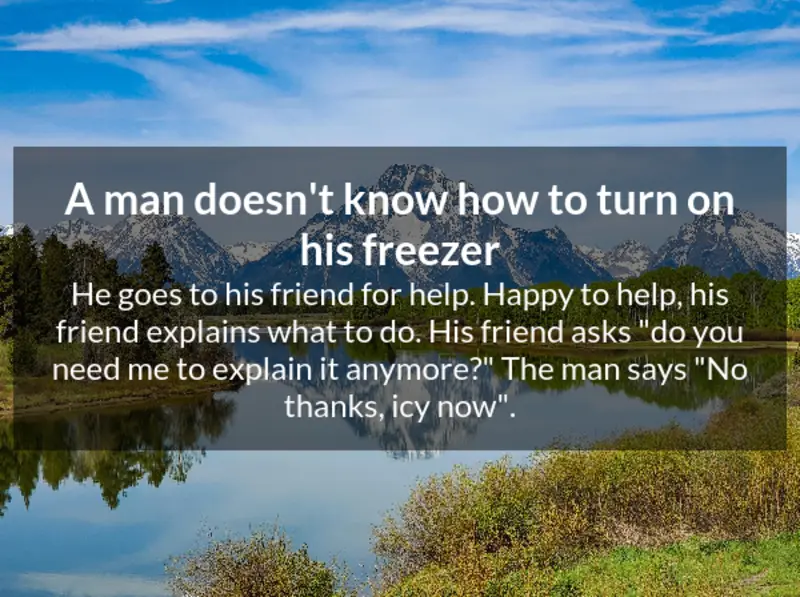 A man doesn't know how to turn on
his freezer
He goes to his friend for help. Happy to help, his
friend explains what to do. His friend asks "do you
need me to explain it anymore?" The man says "No
thanks, icy now".